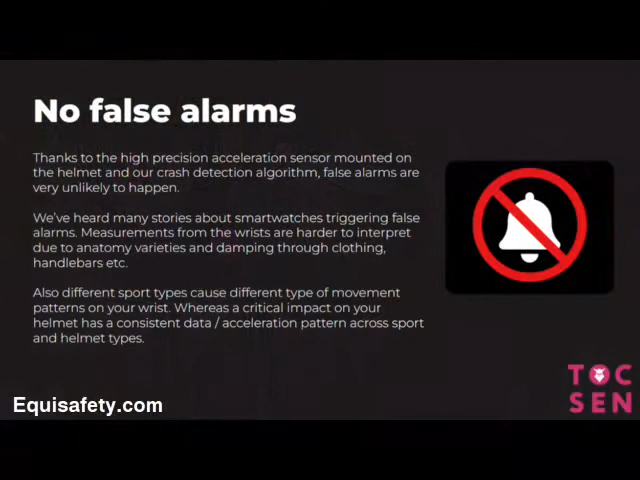 No false alarms
Thanks to the high precision acceleration sensor mounted on
the helmet and our crash detection algorithm, false alarms are
very unlikely to happen.
We've heard many stories about smartwatches triggering false
alarms. Measurements from the wrists are harder to interpret
due to anatomy varieties and damping through clothing,
handlebars etc.
Also different sport types cause different type of movement
patterns on your wrist. Whereas a critical impact on your
helmet has a consistent data / acceleration pattern across sport
and helmet types.
TOC
SEN
Equisafety.com